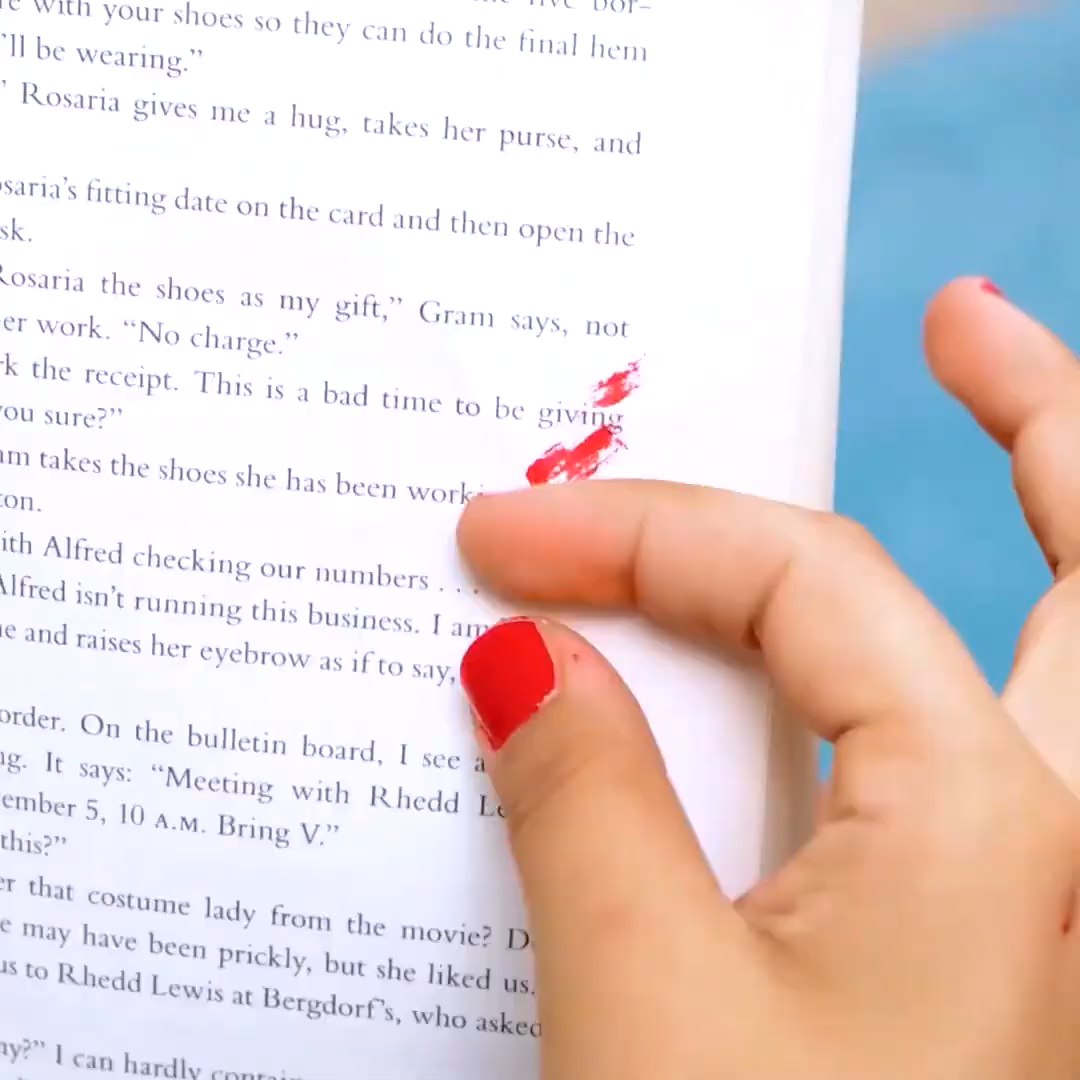 with your shoes so they can do the final hem
'll be wearing.”
” Rosaria gives me a hug, takes her purse, and
osaria’s fitting date on the card and then open the
sk.
Rosaria the shoes as my gift,” Gram says, not
er work. “No charge.”
k the receipt. This is a bad time to be giving
you sure?”
am takes the shoes she has been work
ton.
ith Alfred checking our numbers . . .
Alfred isn’t running this business. I am
e and raises her eyebrow as if to say,
order. On the bulletin board, I see a
ng. It says: “Meeting with Rhedd Le
ember 5, 10 A.M. Bring V.”
this?”
er that costume lady from the movie? D
e may have been prickly, but she liked us.
us to Rhedd Lewis at Bergdorf’s, who asked
ny?” I can hardly contai